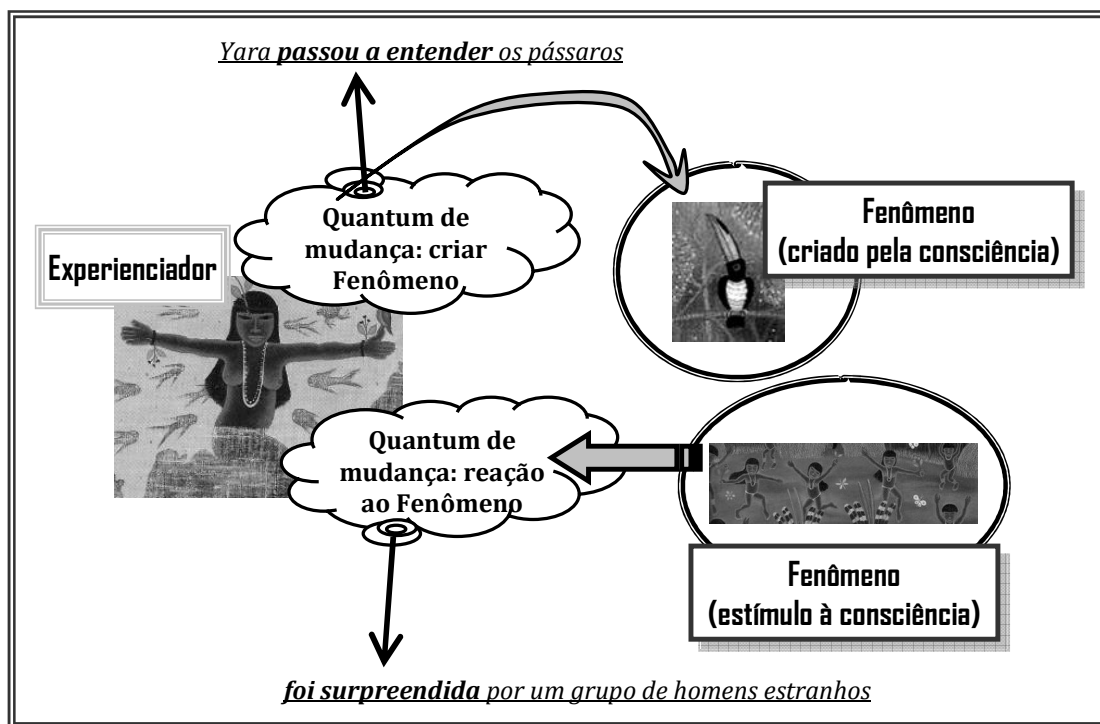 Yara passou a entender os pássaros
Quantum de
mudança: criar
Fenômeno
Fenômeno
(criado pela consciência)
Experienciador
Quantum de
mudança: reação
ao Fenômeno
Fenômeno
(estímulo à consciência)
foi surpreendida por um grupo de homens estranhos